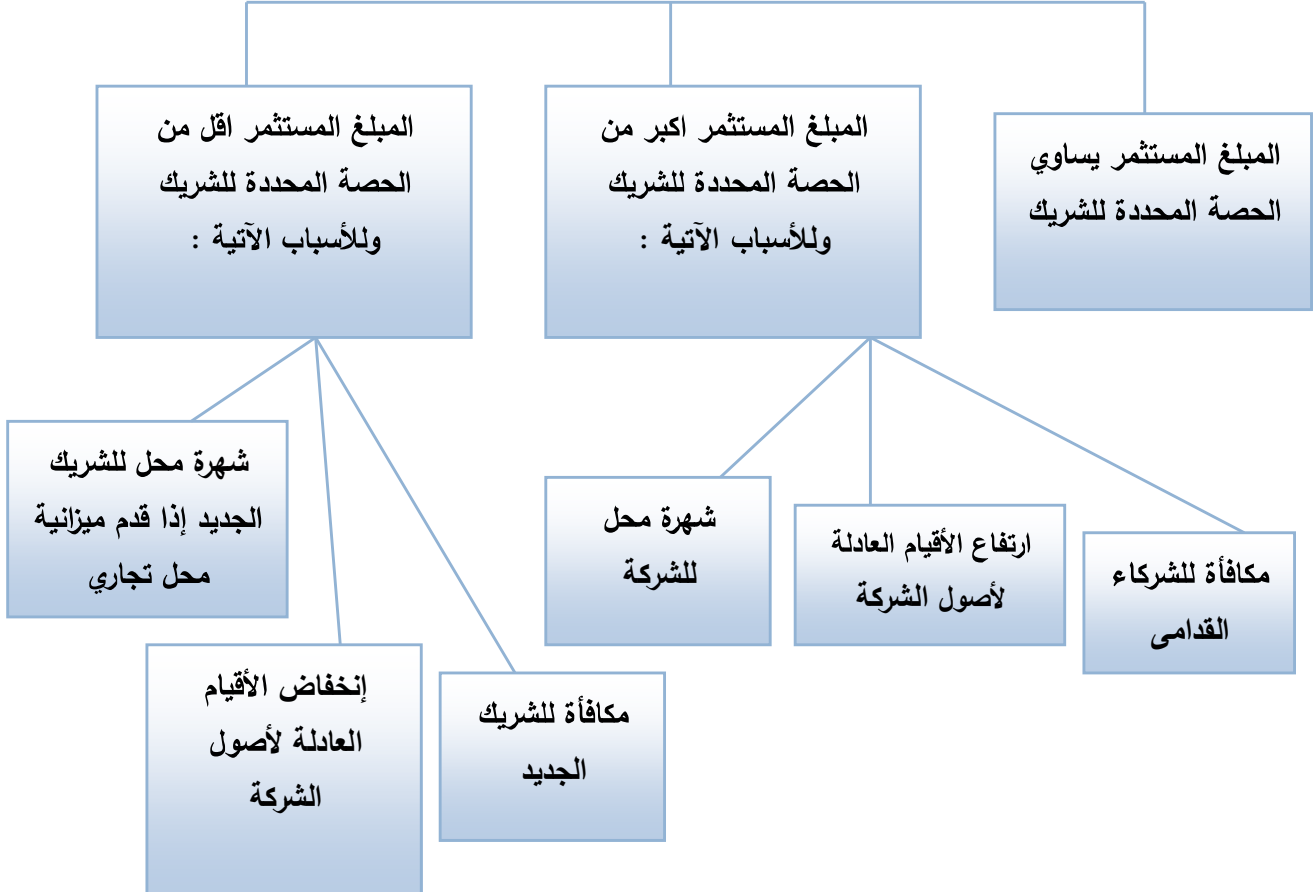 المبلغ المستثمر يساوي
الحصة المحددة للشريك
المبلغ المستثمر اكبر من
الحصة المحددة للشريك
وللأسباب الآتية :
المبلغ المستثمر اقل من
الحصة المحددة للشريك
وللأسباب الآتية :
مكافأة للشركاء
القدامى
ارتفاع الأقيام العادلة
لأصول الشركة
شهرة محل
للشركة
مكافأة للشريك
الجديد
إنخفاض الأقيام
العادلة لأصول
الشركة
شهرة محل للشريك
الجديد إذا قدم ميزانية
محل تجاري